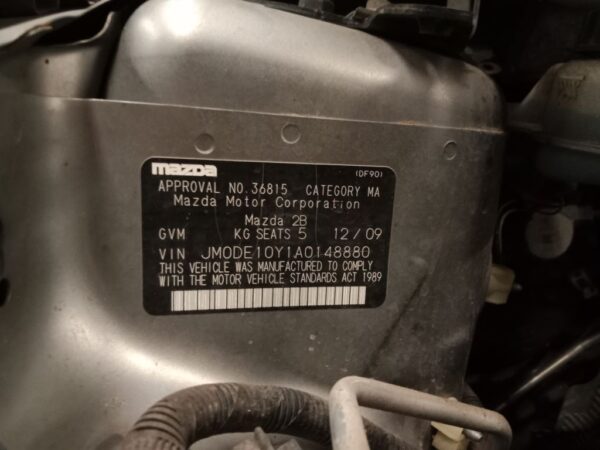 mazda (DF90)
APPROVAL NO. 36815 CATEGORY MA
Mazda Motor Corporation
Mazda 2B
GVM KG SEATS 5 12/09
VIN JM0DE10Y1A0148880
THIS VEHICLE WAS MANUFACTURED TO COMPLY
WITH THE MOTOR VEHICLE STANDARDS ACT 1989